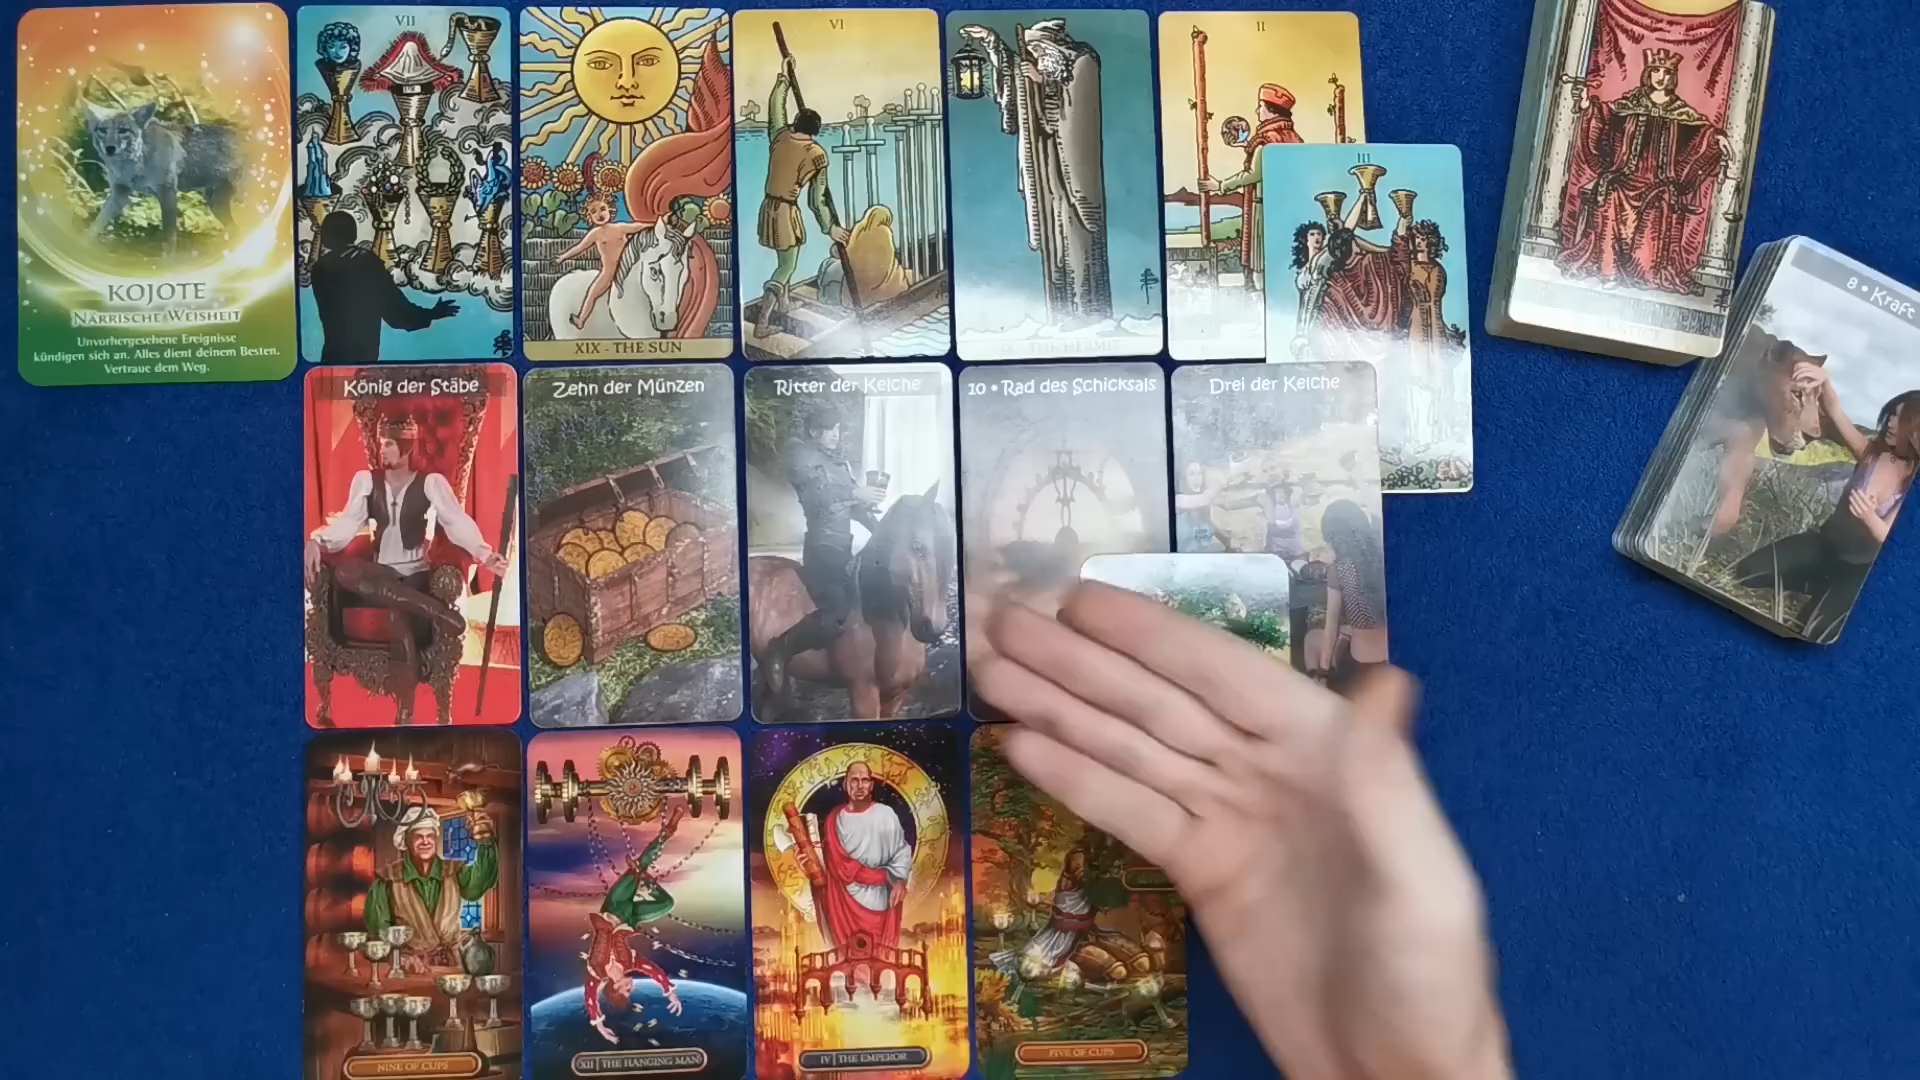 KOJOTE
NÄRRISCHE WEISHEIT
Unvorhergesehene Ereignisse
kündigen sich an. Alles dient deinem Besten.
Vertraue dem Weg.
VII
XIX - THE SUN
VI
THE HERMIT
II
III
8 • Kraft
König der Stäbe
Zehn der Münzen
Ritter der Kelche
10 • Rad des Schicksals
Drei der Kelche
NINE OF CUPS
XII | THE HANGING MAN
IV | THE EMPEROR
FIVE OF CUPS